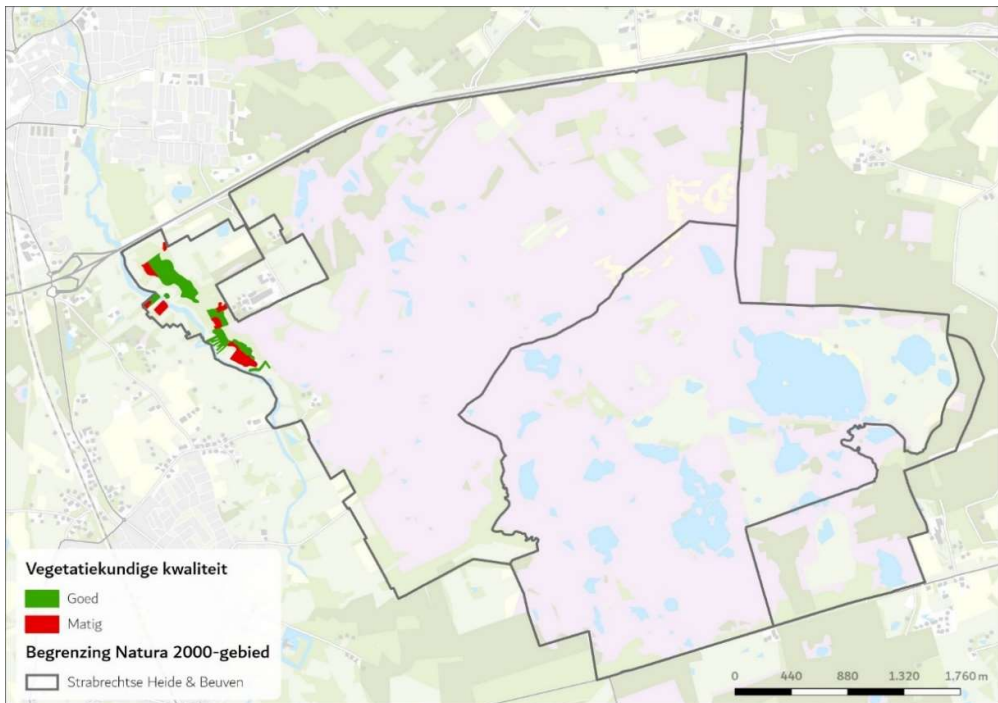 Vegetatiekundige kwaliteit
Goed
Matig
Begrenzing Natura 2000-gebied
Strabrechtse Heide & Beuven
0 440 880 1.320 1.760 m